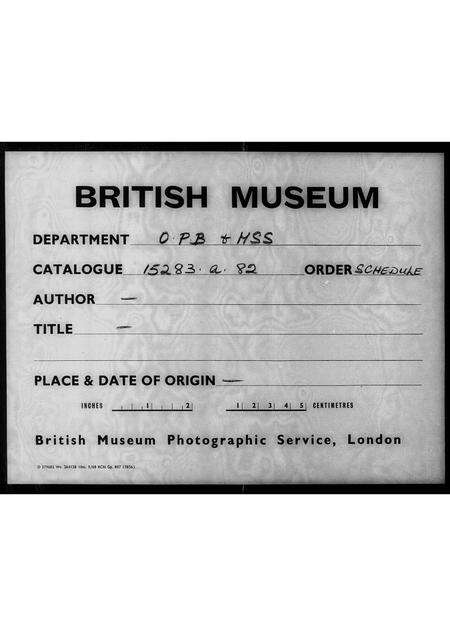 BRITISH MUSEUM
DEPARTMENT O.P.B & MSS
CATALOGUE 15283.a.82 ORDER SCHEDULE
AUTHOR —
TITLE —
PLACE & DATE OF ORIGIN —
INCHES 1 2 1 2 3 4 5 CENTIMETRES
British Museum Photographic Service, London